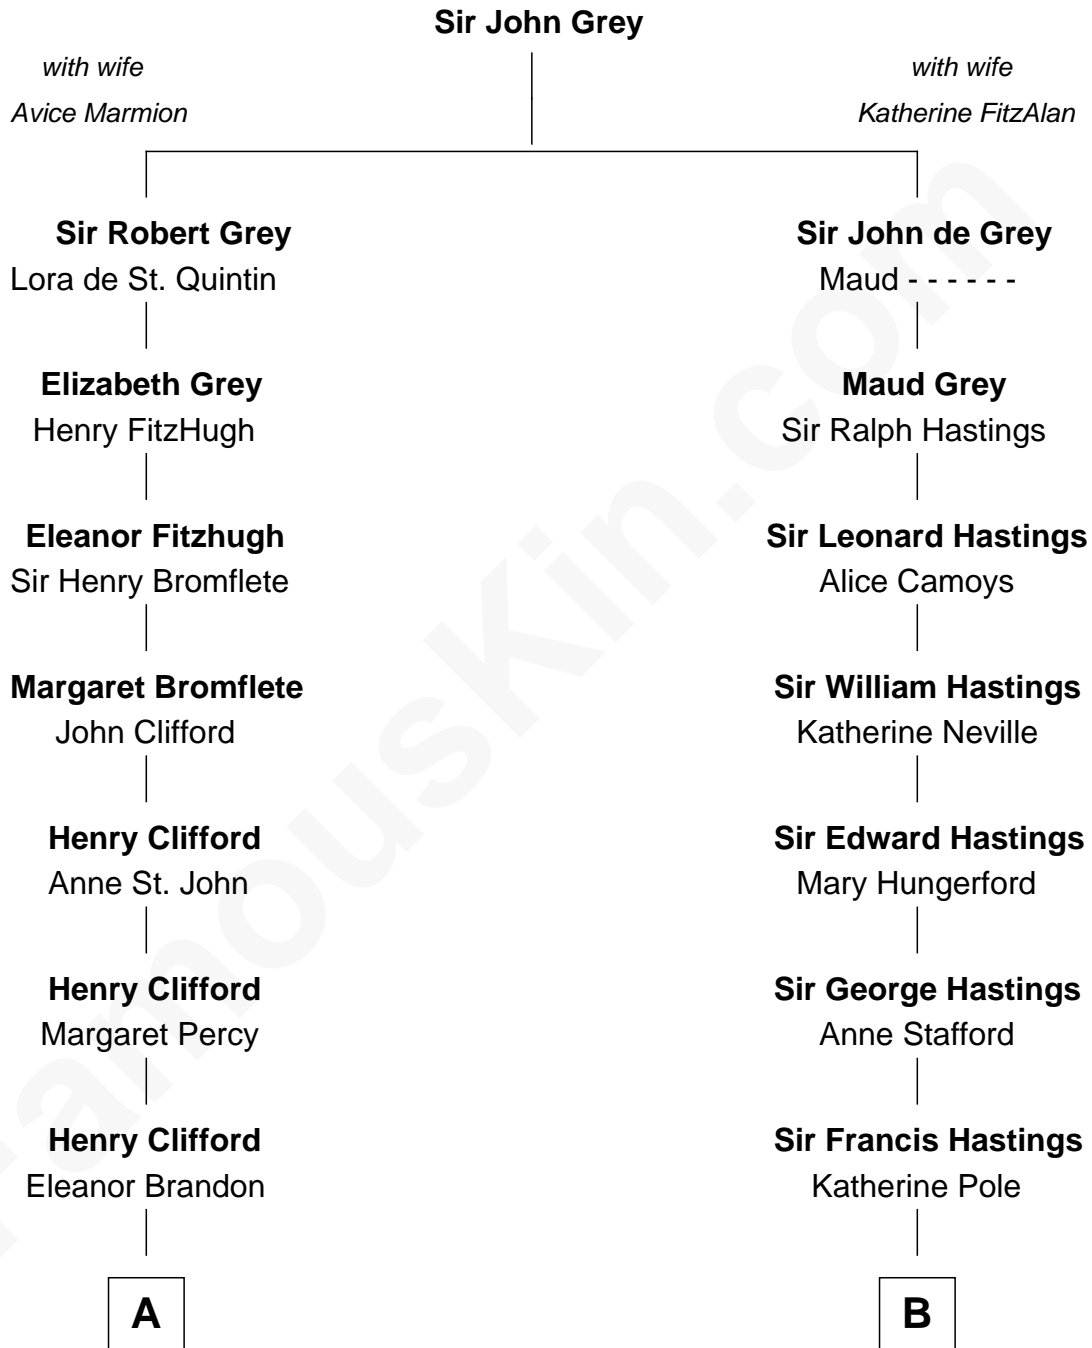 Sir John Grey
with wife
Avice Marmion
with wife
Katherine FitzAlan
Sir Robert Grey
Lora de St. Quintin
Sir John de Grey
Maud - - - - - -
Elizabeth Grey
Henry FitzHugh
Maud Grey
Sir Ralph Hastings
Eleanor Fitzhugh
Sir Henry Bromflete
Sir Leonard Hastings
Alice Camoys
Margaret Bromflete
John Clifford
Sir William Hastings
Katherine Neville
Henry Clifford
Anne St. John
Sir Edward Hastings
Mary Hungerford
Henry Clifford
Margaret Percy
Sir George Hastings
Anne Stafford
Henry Clifford
Eleanor Brandon
Sir Francis Hastings
Katherine Pole
A
B
FamousKin.com